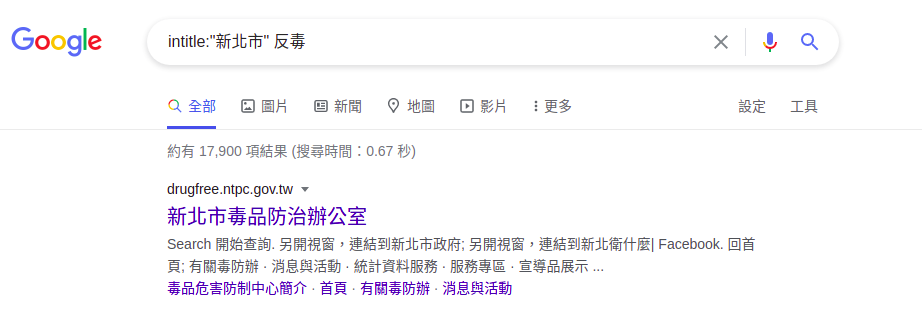 Google
intitle:"新北市" 反毒
全部 圖片 新聞 地圖 影片 更多 設定 工具
約有 17,900 項結果 (搜尋時間：0.67 秒)
drugfree.ntpc.gov.tw
新北市毒品防治辦公室
Search 開始查詢. 另開視窗，連結到新北市政府; 另開視窗，連結到新北衛什麼| Facebook. 回首
頁; 有關毒防辦 · 消息與活動 · 統計資料服務 · 服務專區 · 宣導品展示 ...
毒品危害防制中心簡介 · 首頁 · 有關毒防辦 · 消息與活動